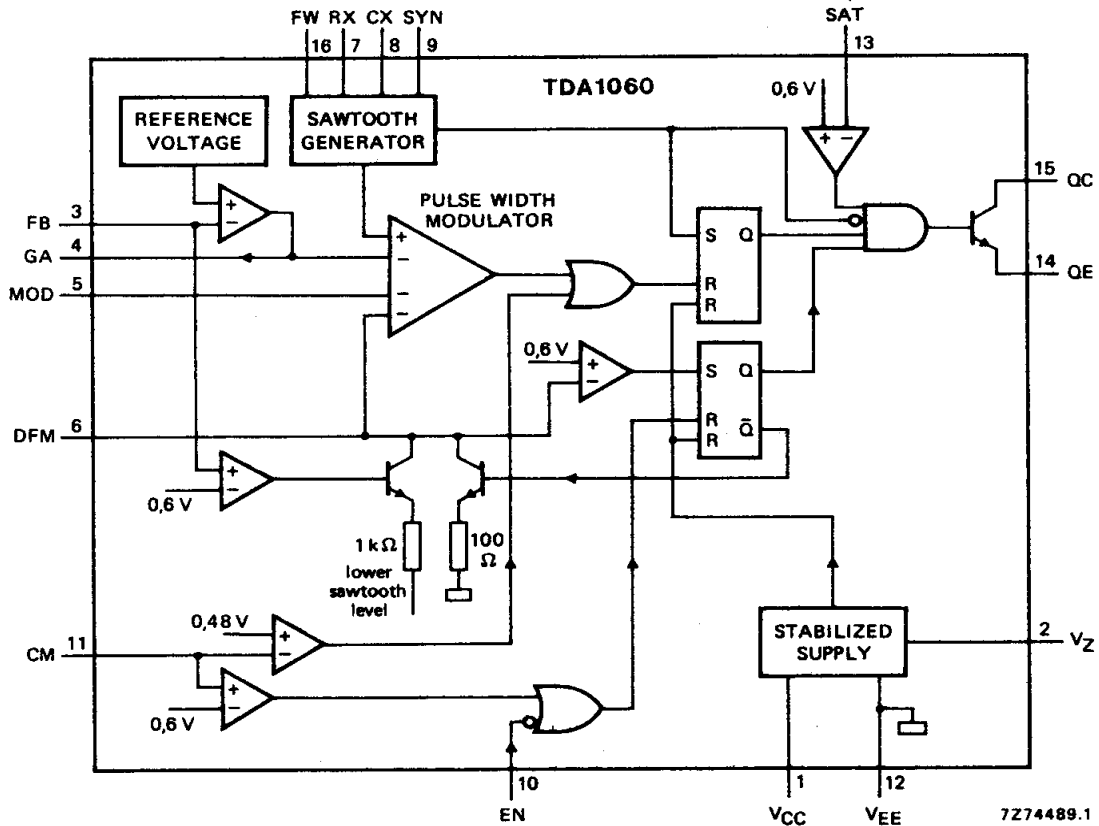 FW RX CX SYN
16 7 8 9
SAT
13
TDA1060
REFERENCE VOLTAGE
SAWTOOTH GENERATOR
0,6 V
+ −
15 QC
PULSE WIDTH MODULATOR
3 FB
+
−
4 GA
+
−
S Q
14 QE
5 MOD
−
R
R
−
0,6 V
+
−
S Q
6 DFM
R Q̄
R
+
−
0,6 V
1 kΩ
100 Ω
lower sawtooth level
0,48 V
+
−
STABILIZED SUPPLY
2 VZ
11 CM
+
−
0,6 V
10
EN
1
VCC
12
VEE
7Z74489.1